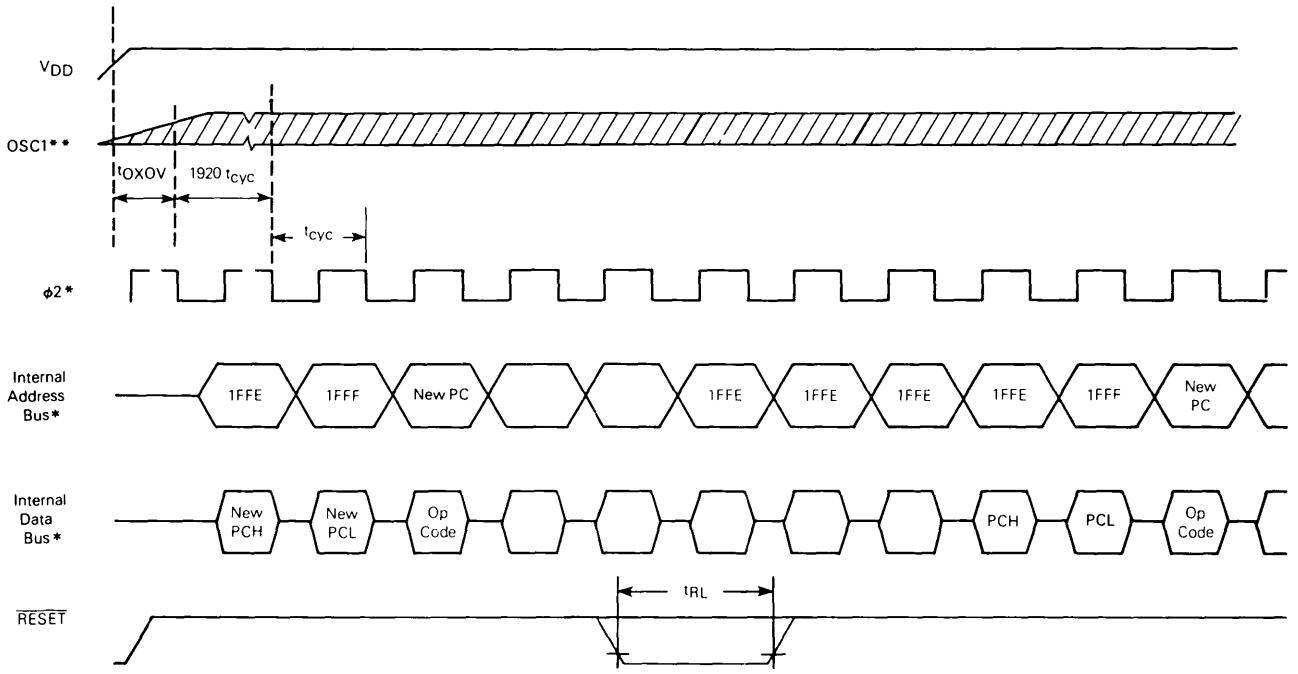 VDD
OSC1**
tOXOV
1920 tcyc
tcyc
ϕ2*
Internal
Address
Bus*
1FFE
1FFF
New PC
1FFE
1FFE
1FFE
1FFE
1FFF
New
PC
Internal
Data
Bus*
New
PCH
New
PCL
Op
Code
PCH
PCL
Op
Code
tRL
RESET